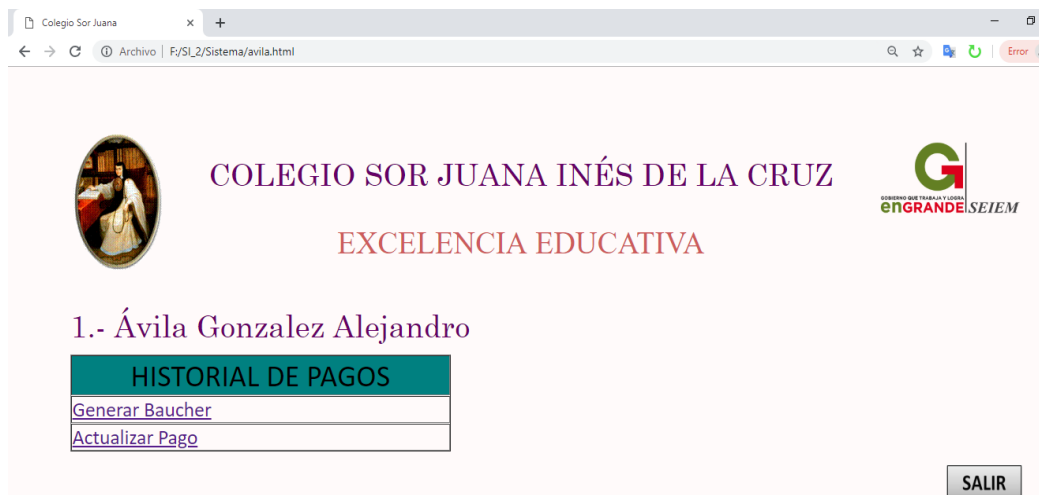 Colegio Sor Juana
Archivo | F:/SI_2/Sistema/avila.html
Error
COLEGIO SOR JUANA INÉS DE LA CRUZ
EXCELENCIA EDUCATIVA
GOBIERNO QUE TRABAJA Y LOGRA
enGRANDE SEIEM
1.- Ávila Gonzalez Alejandro
HISTORIAL DE PAGOS
Generar Baucher
Actualizar Pago
SALIR